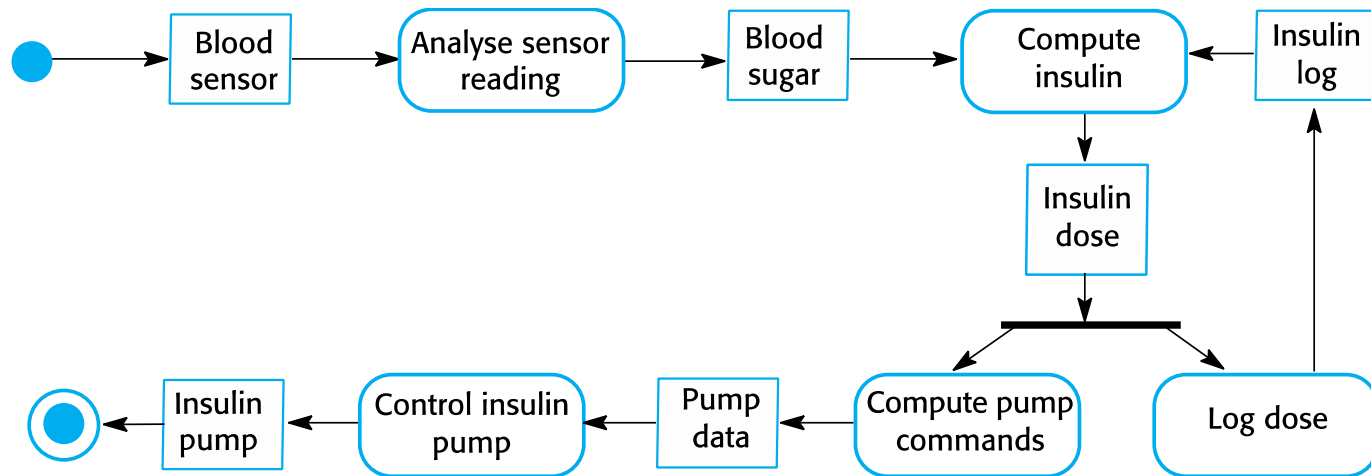 Blood
sensor
Analyse sensor
reading
Blood
sugar
Compute
insulin
Insulin
log
Insulin
dose
Insulin
pump
Control insulin
pump
Pump
data
Compute pump
commands
Log dose